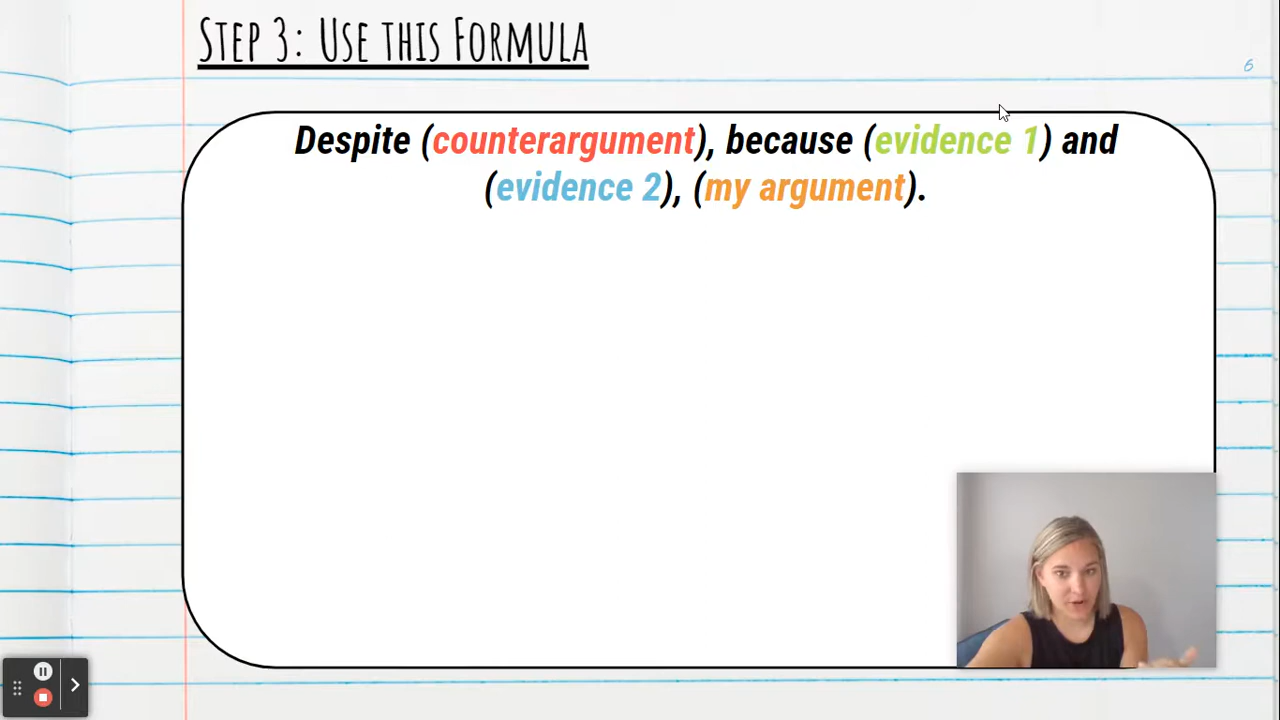 STEP 3: USE THIS FORMULA
6
Despite (counterargument), because (evidence 1) and
(evidence 2), (my argument).